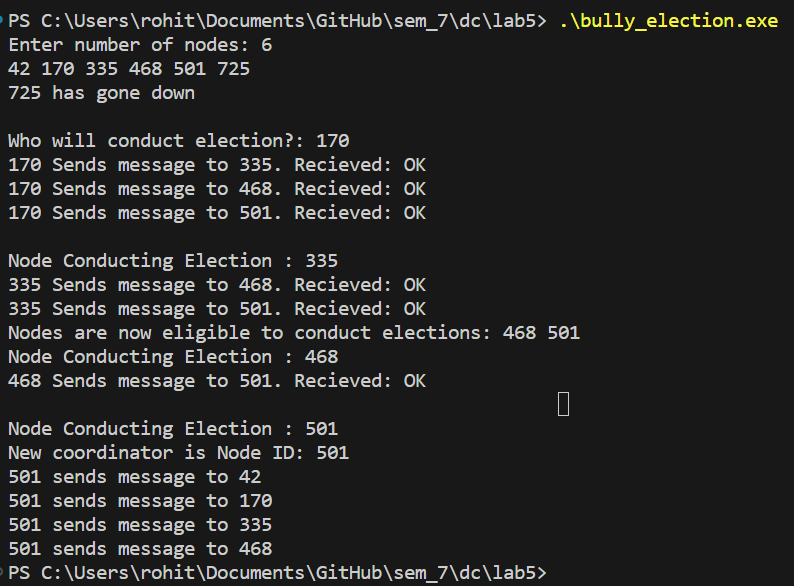 PS C:\Users\rohit\Documents\GitHub\sem_7\dc\lab5> .\bully_election.exe
Enter number of nodes: 6
42 170 335 468 501 725
725 has gone down
Who will conduct election?: 170
170 Sends message to 335. Recieved: OK
170 Sends message to 468. Recieved: OK
170 Sends message to 501. Recieved: OK
Node Conducting Election : 335
335 Sends message to 468. Recieved: OK
335 Sends message to 501. Recieved: OK
Nodes are now eligible to conduct elections: 468 501
Node Conducting Election : 468
468 Sends message to 501. Recieved: OK
Node Conducting Election : 501
New coordinator is Node ID: 501
501 sends message to 42
501 sends message to 170
501 sends message to 335
501 sends message to 468
PS C:\Users\rohit\Documents\GitHub\sem_7\dc\lab5>